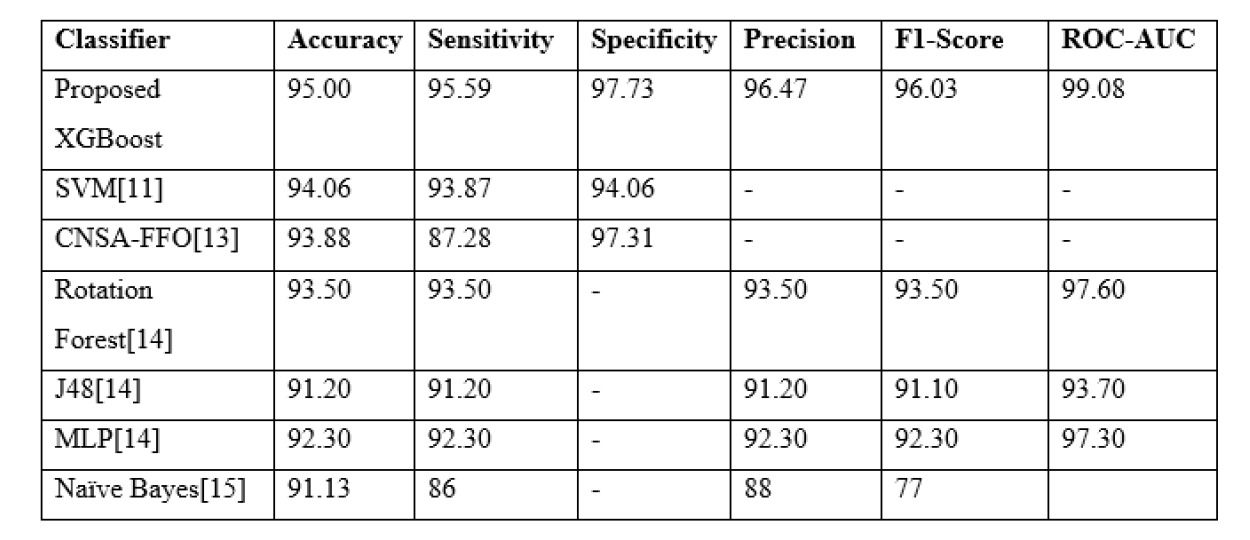 Classifier Accuracy Sensitivity Specificity Precision F1-Score ROC-AUC
Proposed 95.00 95.59 97.73 96.47 96.03 99.08
XGBoost
SVM[11] 94.06 93.87 94.06 - - -
CNSA-FFO[13] 93.88 87.28 97.31 - - -
Rotation 93.50 93.50 - 93.50 93.50 97.60
Forest[14]
J48[14] 91.20 91.20 - 91.20 91.10 93.70
MLP[14] 92.30 92.30 - 92.30 92.30 97.30
Naïve Bayes[15] 91.13 86 - 88 77